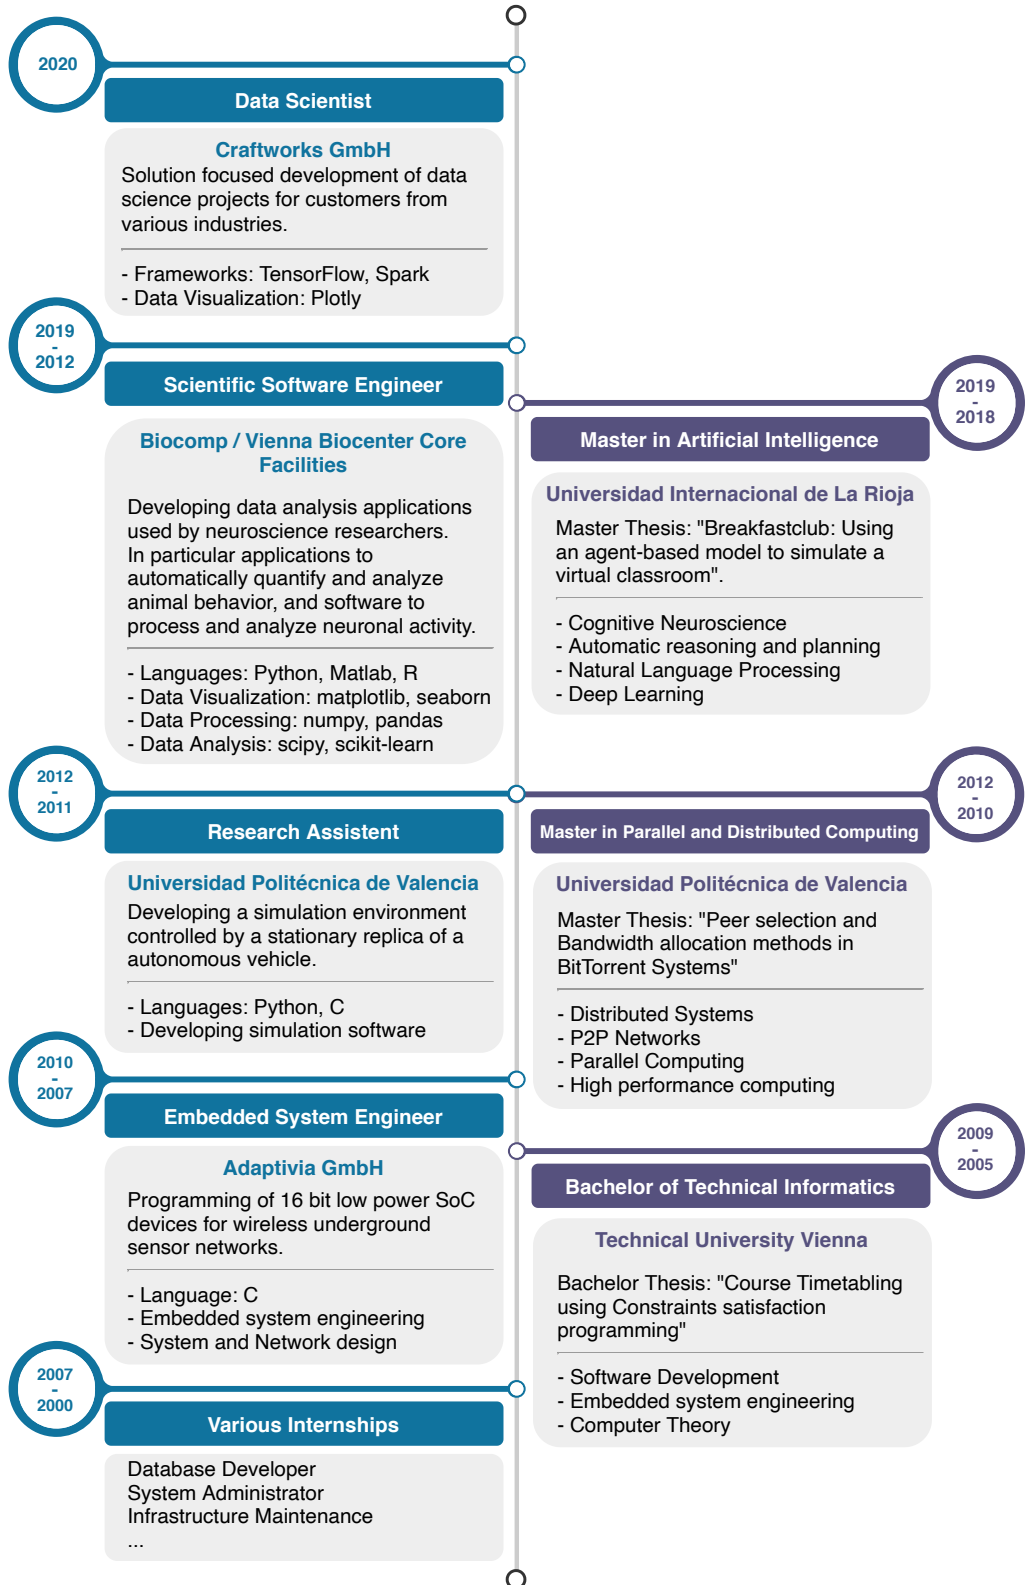 2020
Data Scientist
Craftworks GmbH
Solution focused development of data
science projects for customers from
various industries.
- Frameworks: TensorFlow, Spark
- Data Visualization: Plotly
2019
-
2012
Scientific Software Engineer
Biocomp / Vienna Biocenter Core
Facilities
Developing data analysis applications
used by neuroscience researchers.
In particular applications to
automatically quantify and analyze
animal behavior, and software to
process and analyze neuronal activity.
- Languages: Python, Matlab, R
- Data Visualization: matplotlib, seaborn
- Data Processing: numpy, pandas
- Data Analysis: scipy, scikit-learn
2019
-
2018
Master in Artificial Intelligence
Universidad Internacional de La Rioja
Master Thesis: "Breakfastclub: Using
an agent-based model to simulate a
virtual classroom".
- Cognitive Neuroscience
- Automatic reasoning and planning
- Natural Language Processing
- Deep Learning
2012
-
2011
Research Assistent
Universidad Politécnica de Valencia
Developing a simulation environment
controlled by a stationary replica of a
autonomous vehicle.
- Languages: Python, C
- Developing simulation software
2012
-
2010
Master in Parallel and Distributed Computing
Universidad Politécnica de Valencia
Master Thesis: "Peer selection and
Bandwidth allocation methods in
BitTorrent Systems"
- Distributed Systems
- P2P Networks
- Parallel Computing
- High performance computing
2010
-
2007
Embedded System Engineer
Adaptivia GmbH
Programming of 16 bit low power SoC
devices for wireless underground
sensor networks.
- Language: C
- Embedded system engineering
- System and Network design
2009
-
2005
Bachelor of Technical Informatics
Technical University Vienna
Bachelor Thesis: "Course Timetabling
using Constraints satisfaction
programming"
- Software Development
- Embedded system engineering
- Computer Theory
2007
-
2000
Various Internships
Database Developer
System Administrator
Infrastructure Maintenance
...